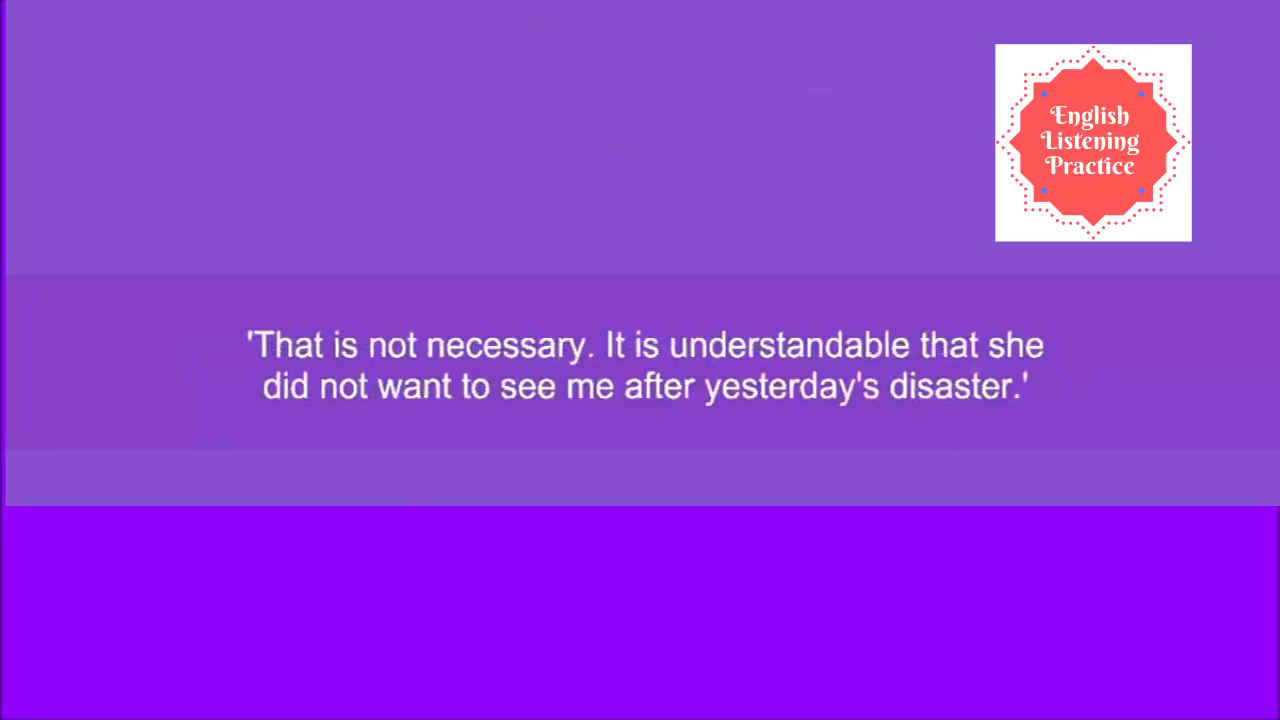 English
Listening
Practice
'That is not necessary. It is understandable that she
did not want to see me after yesterday's disaster.'